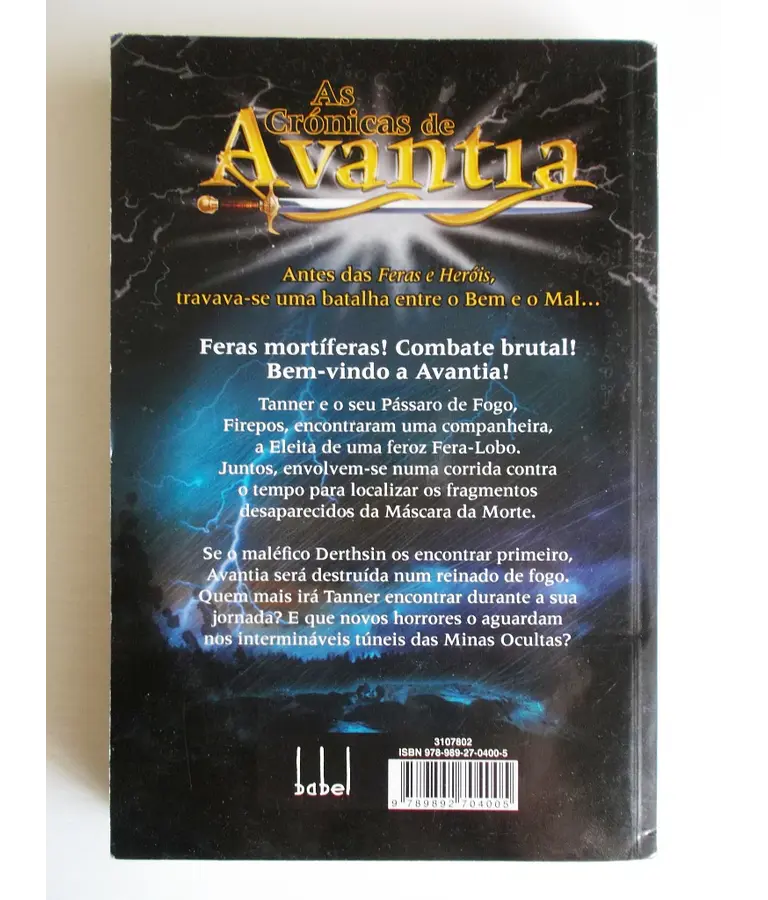 As
Crónicas de
Avantia
Antes das Feras e Heróis,
travava-se uma batalha entre o Bem e o Mal...
Feras mortíferas! Combate brutal!
Bem-vindo a Avantia!
Tanner e o seu Pássaro de Fogo,
Firepos, encontraram uma companheira,
a Eleita de uma feroz Fera-Lobo.
Juntos, envolvem-se numa corrida contra
o tempo para localizar os fragmentos
desaparecidos da Máscara da Morte.
Se o maléfico Derthsin os encontrar primeiro,
Avantia será destruída num reinado de fogo.
Quem mais irá Tanner encontrar durante a sua
jornada? E que novos horrores o aguardam
nos intermináveis túneis das Minas Ocultas?
babel
3107802
ISBN 978-989-27-0400-5
9 789892 704005